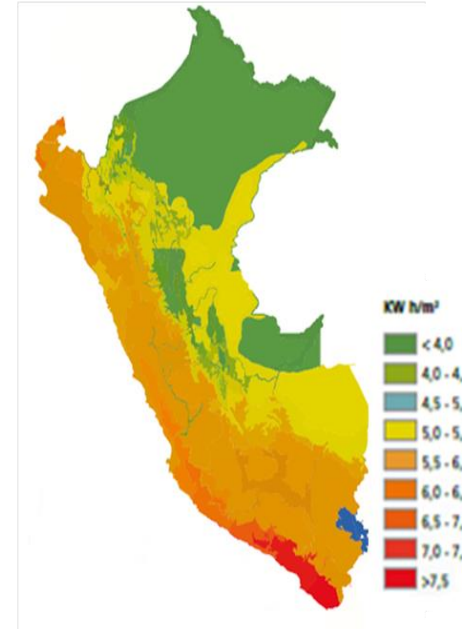 KW h/m²
< 4,0
4,0 - 4,
4,5 - 5,
5,0 - 5,
5,5 - 6,
6,0 - 6,
6,5 - 7,
7,0 - 7,
>7,5